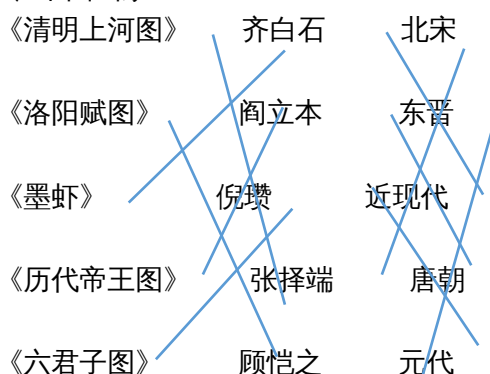 《清明上河图》 齐白石 北宋
《洛阳赋图》 阎立本 东晋
《墨虾》 倪瓒 近现代
《历代帝王图》 张择端 唐朝
《六君子图》 顾恺之 元代